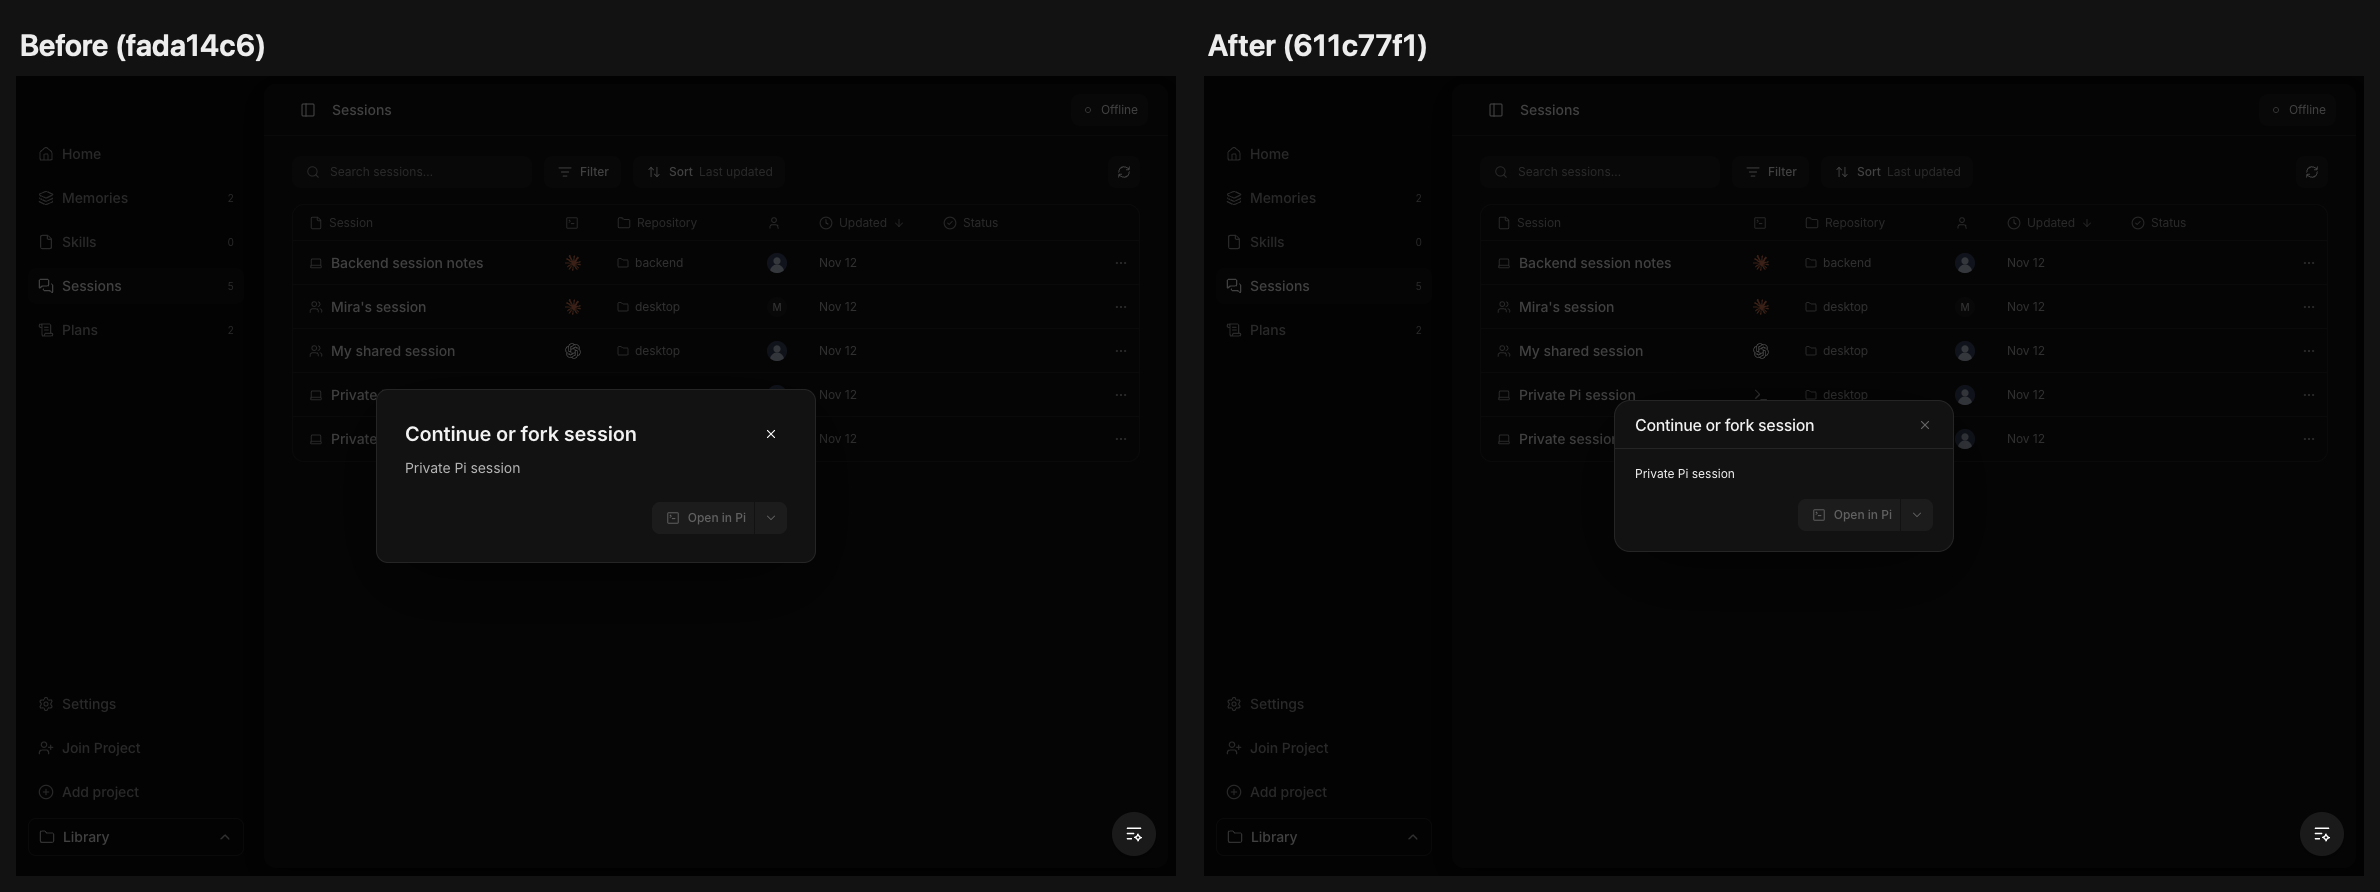 Before (fada14c6)
Sessions
Offline
Home
Memories 2
Skills 0
Sessions 5
Plans 2
Search sessions...
Filter
Sort Last updated
Session Repository Updated Status
Backend session notes backend Nov 12
Mira's session desktop M Nov 12
My shared session desktop Nov 12
Private Nov 12
Private Nov 12
Continue or fork session
Private Pi session
Open in Pi
Settings
Join Project
Add project
Library
After (611c77f1)
Sessions
Offline
Home
Memories 2
Skills 0
Sessions 5
Plans 2
Search sessions...
Filter
Sort Last updated
Session Repository Updated Status
Backend session notes backend Nov 12
Mira's session desktop M Nov 12
My shared session desktop Nov 12
Private Pi session desktop Nov 12
Private session Nov 12
Continue or fork session
Private Pi session
Open in Pi
Settings
Join Project
Add project
Library